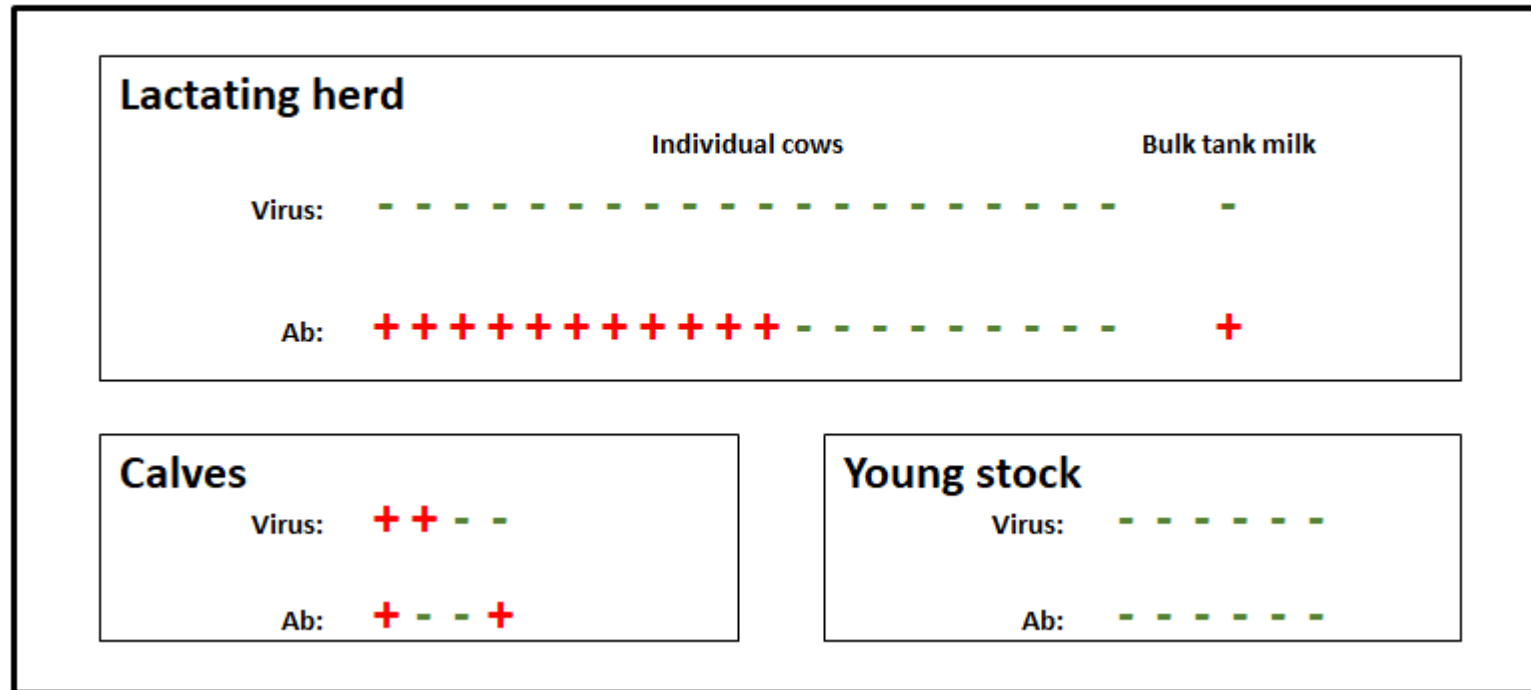 Lactating herd
Individual cows Bulk tank milk
Virus: - - - - - - - - - - - - - - - - - - - - -
Ab: + + + + + + + + + + + - - - - - - - - - +
Calves
Virus: + + - -
Ab: + - - +
Young stock
Virus: - - - - - -
Ab: - - - - - -